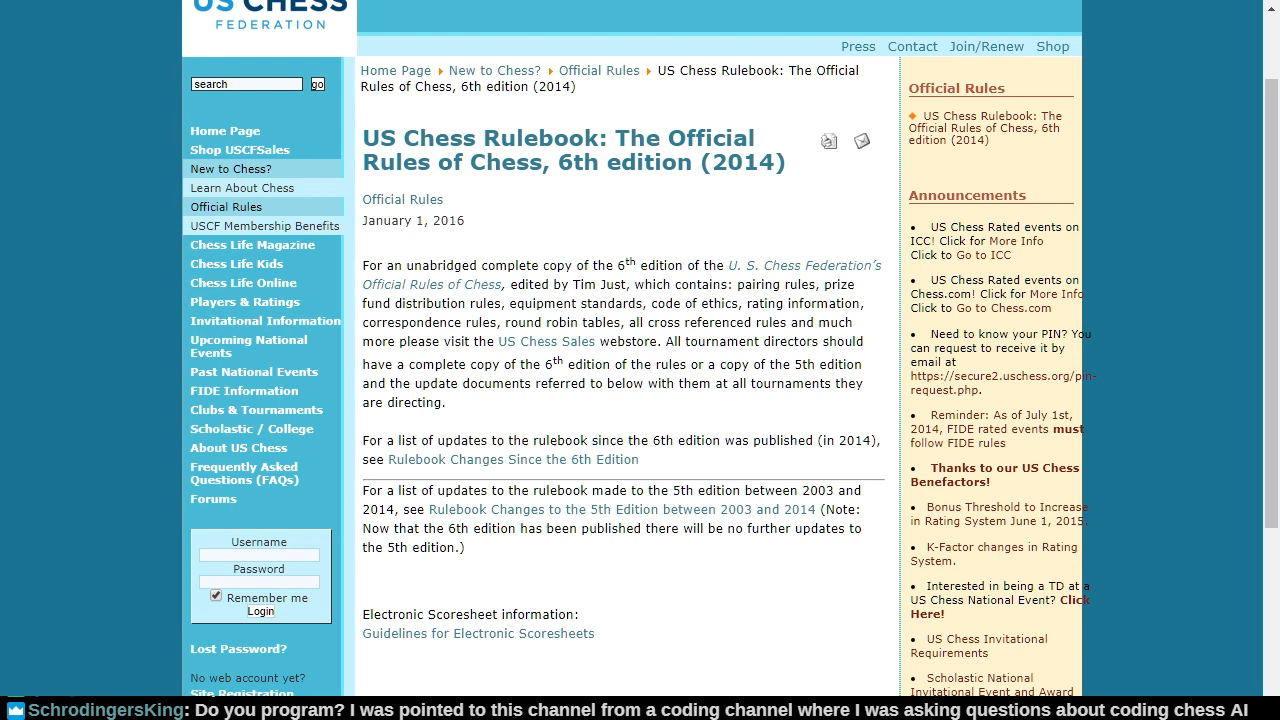 US CHESS
FEDERATION
Press Contact Join/Renew Shop
search go
Home Page
Shop USCFSales
New to Chess?
Learn About Chess
Official Rules
USCF Membership Benefits
Chess Life Magazine
Chess Life Kids
Chess Life Online
Players & Ratings
Invitational Information
Upcoming National
Events
Past National Events
FIDE Information
Clubs & Tournaments
Scholastic / College
About US Chess
Frequently Asked
Questions (FAQs)
Forums
Username
Password
Remember me
Login
Lost Password?
No web account yet?
Site Registration
Home Page New to Chess? Official Rules US Chess Rulebook: The Official
Rules of Chess, 6th edition (2014)
US Chess Rulebook: The Official
Rules of Chess, 6th edition (2014)
Official Rules
January 1, 2016
For an unabridged complete copy of the 6th edition of the U. S. Chess Federation's
Official Rules of Chess, edited by Tim Just, which contains: pairing rules, prize
fund distribution rules, equipment standards, code of ethics, rating information,
correspondence rules, round robin tables, all cross referenced rules and much
more please visit the US Chess Sales webstore. All tournament directors should
have a complete copy of the 6th edition of the rules or a copy of the 5th edition
and the update documents referred to below with them at all tournaments they
are directing.
For a list of updates to the rulebook since the 6th edition was published (in 2014),
see Rulebook Changes Since the 6th Edition
For a list of updates to the rulebook made to the 5th edition between 2003 and
2014, see Rulebook Changes to the 5th Edition between 2003 and 2014 (Note:
Now that the 6th edition has been published there will be no further updates to
the 5th edition.)
Electronic Scoresheet information:
Guidelines for Electronic Scoresheets
Official Rules
US Chess Rulebook: The
Official Rules of Chess, 6th
edition (2014)
Announcements
• US Chess Rated events on
ICC! Click for More Info
Click to Go to ICC
• US Chess Rated events on
Chess.com! Click for More Info
Click to Go to Chess.com
• Need to know your PIN? You
can request to receive it by
email at
https://secure2.uschess.org/pin-
request.php.
• Reminder: As of July 1st,
2014, FIDE rated events must
follow FIDE rules
• Thanks to our US Chess
Benefactors!
• Bonus Threshold to Increase
in Rating System June 1, 2015.
• K-Factor changes in Rating
System.
• Interested in being a TD at a
US Chess National Event? Click
Here!
• US Chess Invitational
Requirements
• Scholastic National
Invitational Event and Award
SchrodingersKing: Do you program? I was pointed to this channel from a coding channel where I was asking questions about coding chess AI